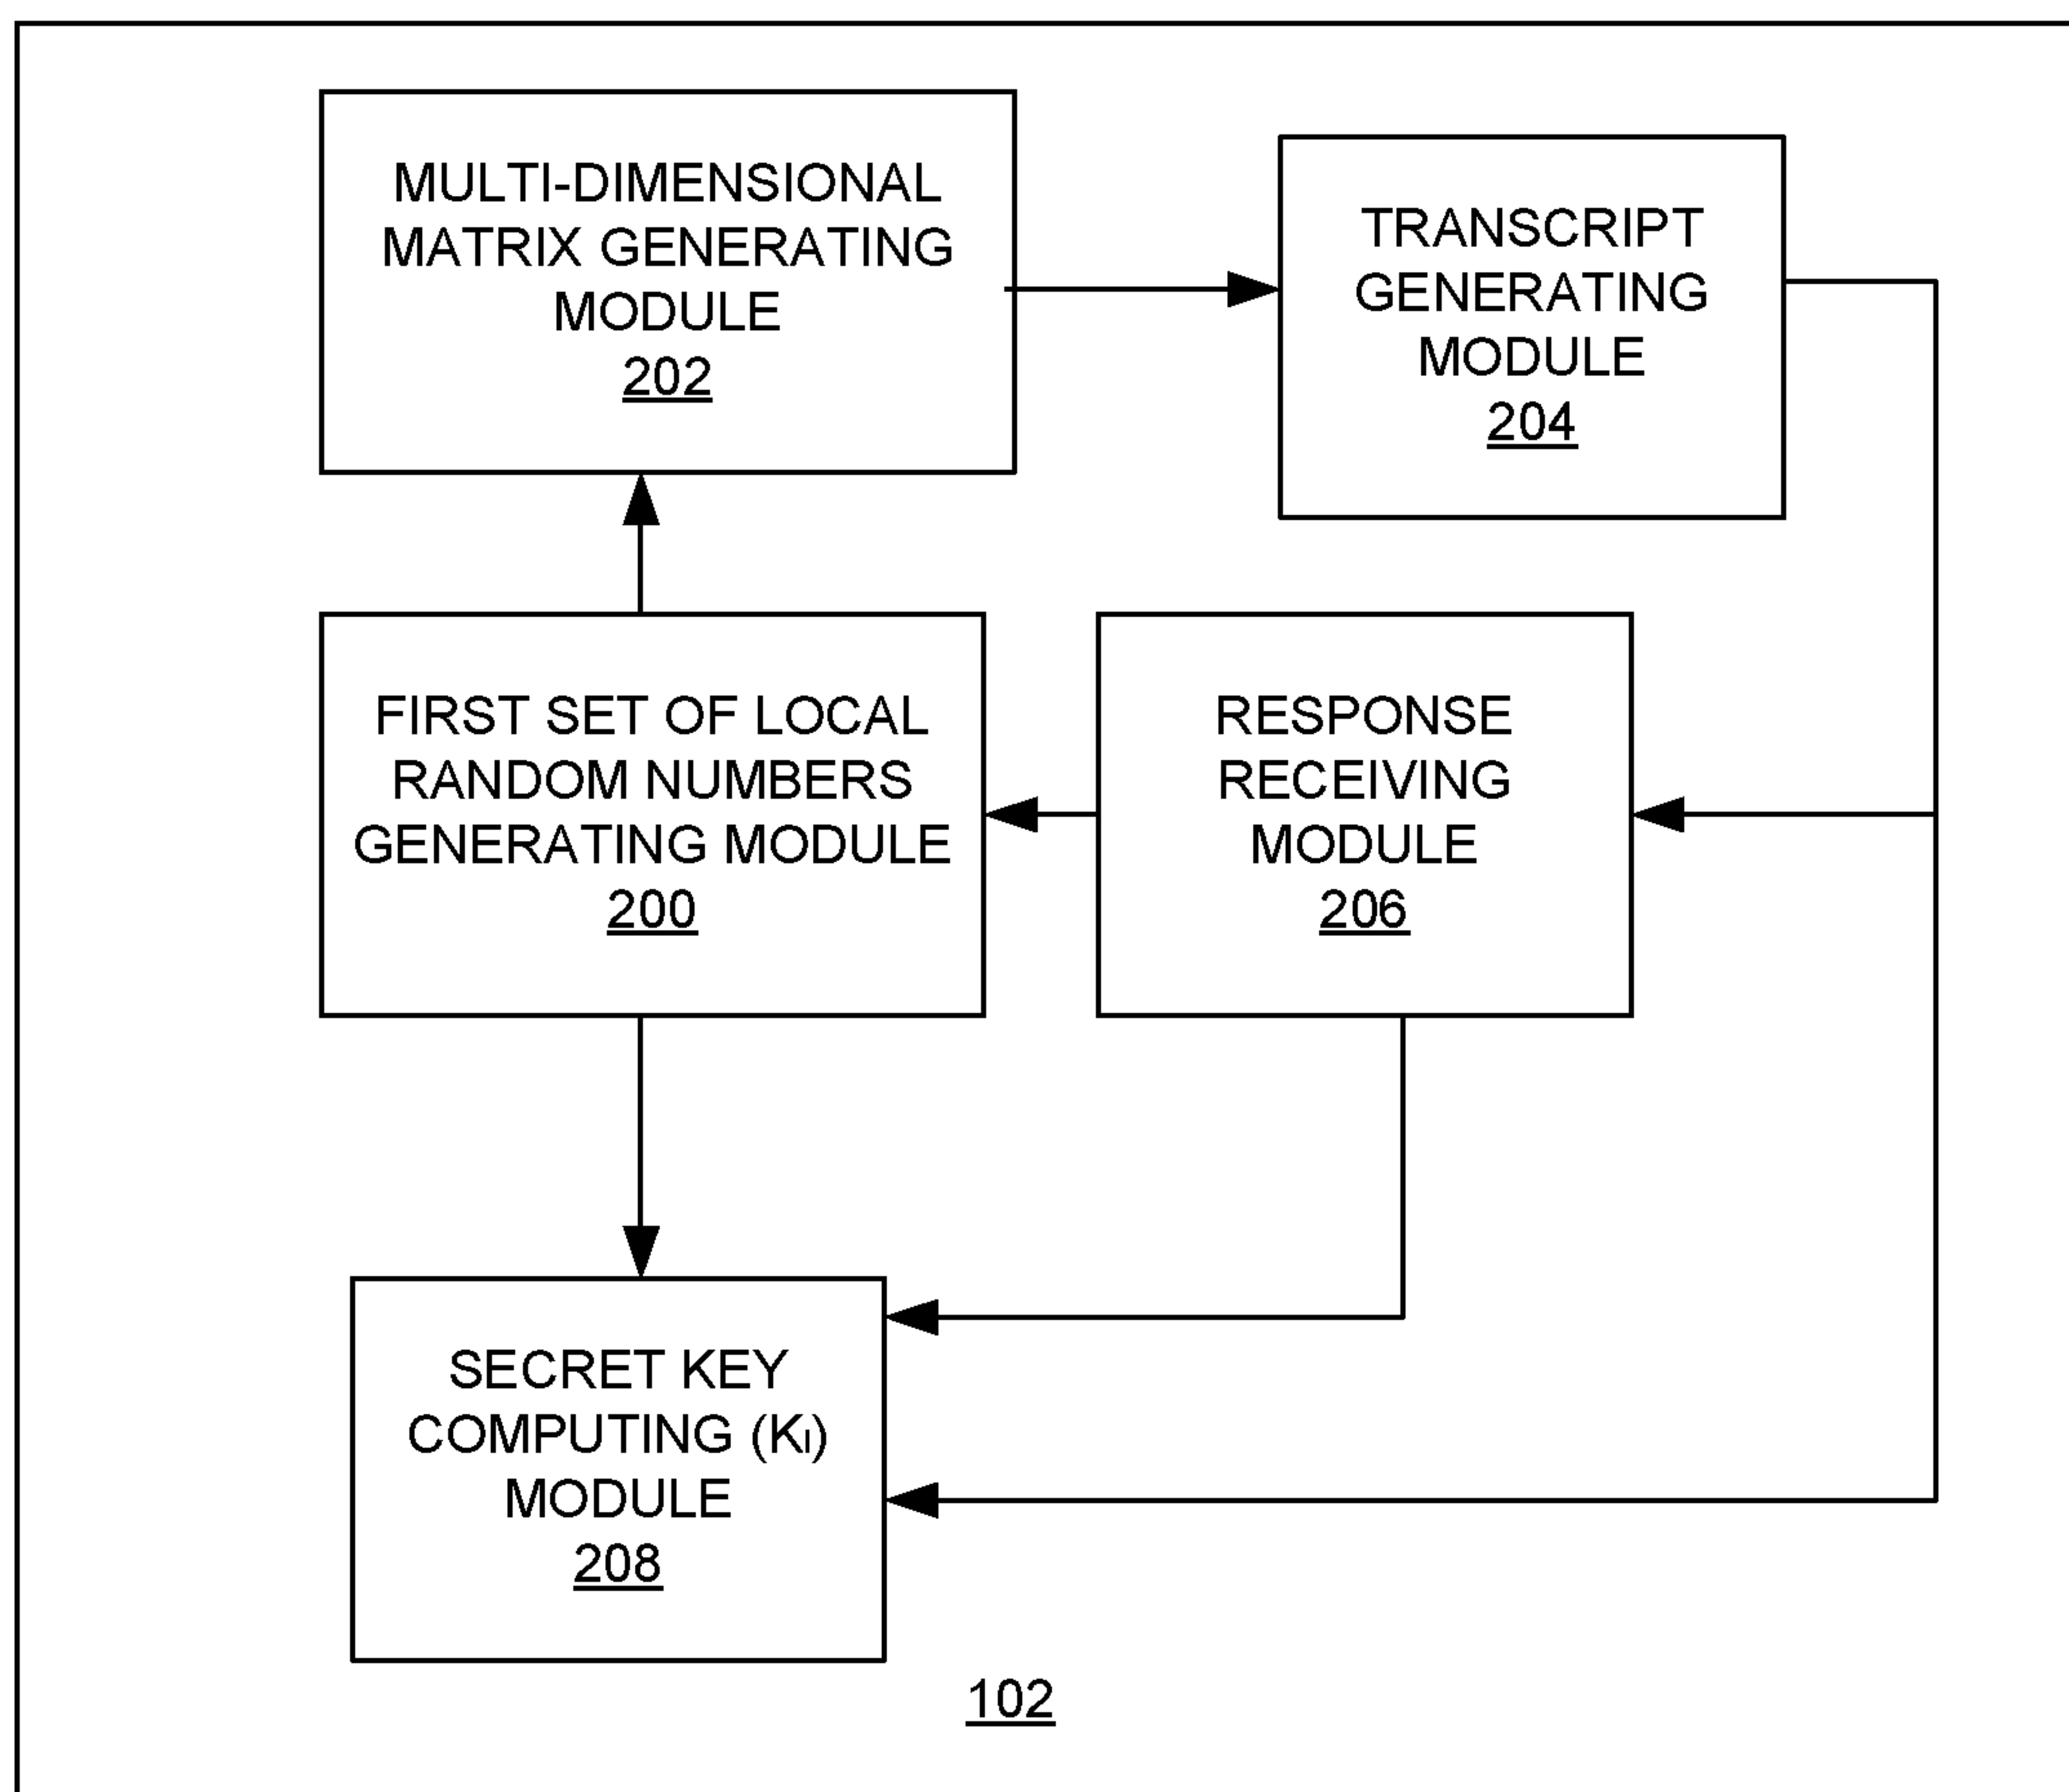 MULTI-DIMENSIONAL
MATRIX GENERATING
MODULE
202
TRANSCRIPT
GENERATING
MODULE
204
FIRST SET OF LOCAL
RANDOM NUMBERS
GENERATING MODULE
200
RESPONSE
RECEIVING
MODULE
206
SECRET KEY
COMPUTING (KI)
MODULE
208
102